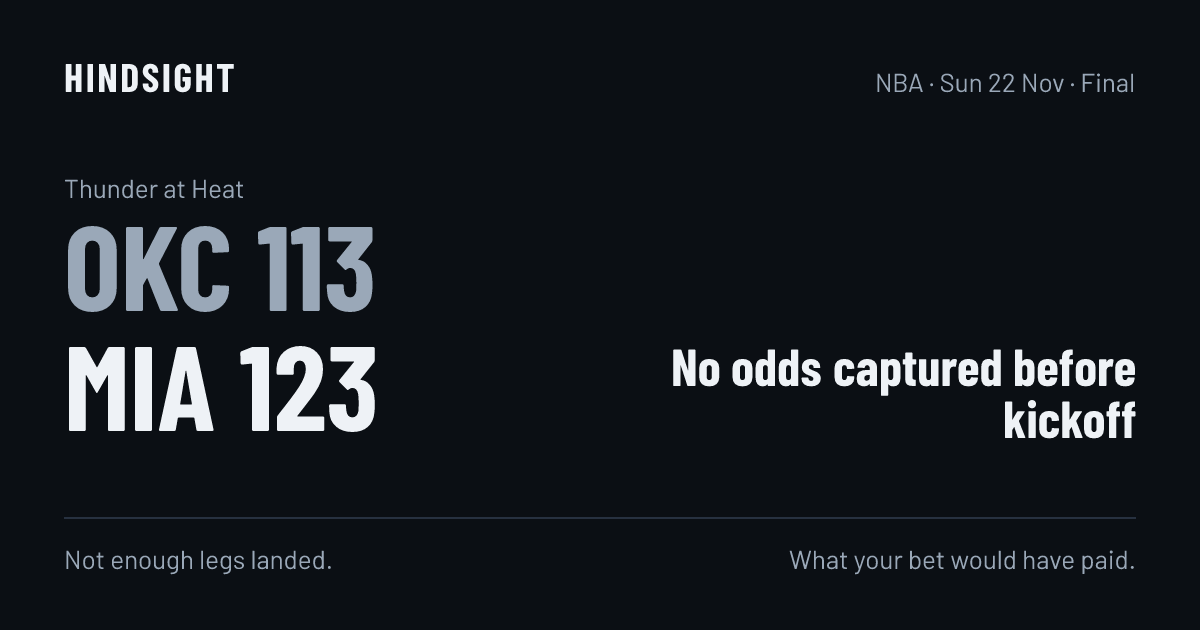 HINDSIGHT
NBA · Sun 22 Nov · Final
Thunder at Heat
OKC 113
MIA 123
No odds captured before
kickoff
Not enough legs landed.
What your bet would have paid.